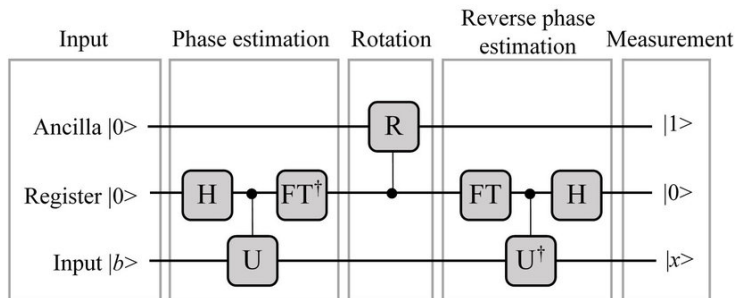 Input
Phase estimation
Rotation
Reverse phase
estimation
Measurement
Ancilla |0>
R
|1>
Register |0>
H
FT†
FT
H
|0>
Input |b>
U
U†
|x>